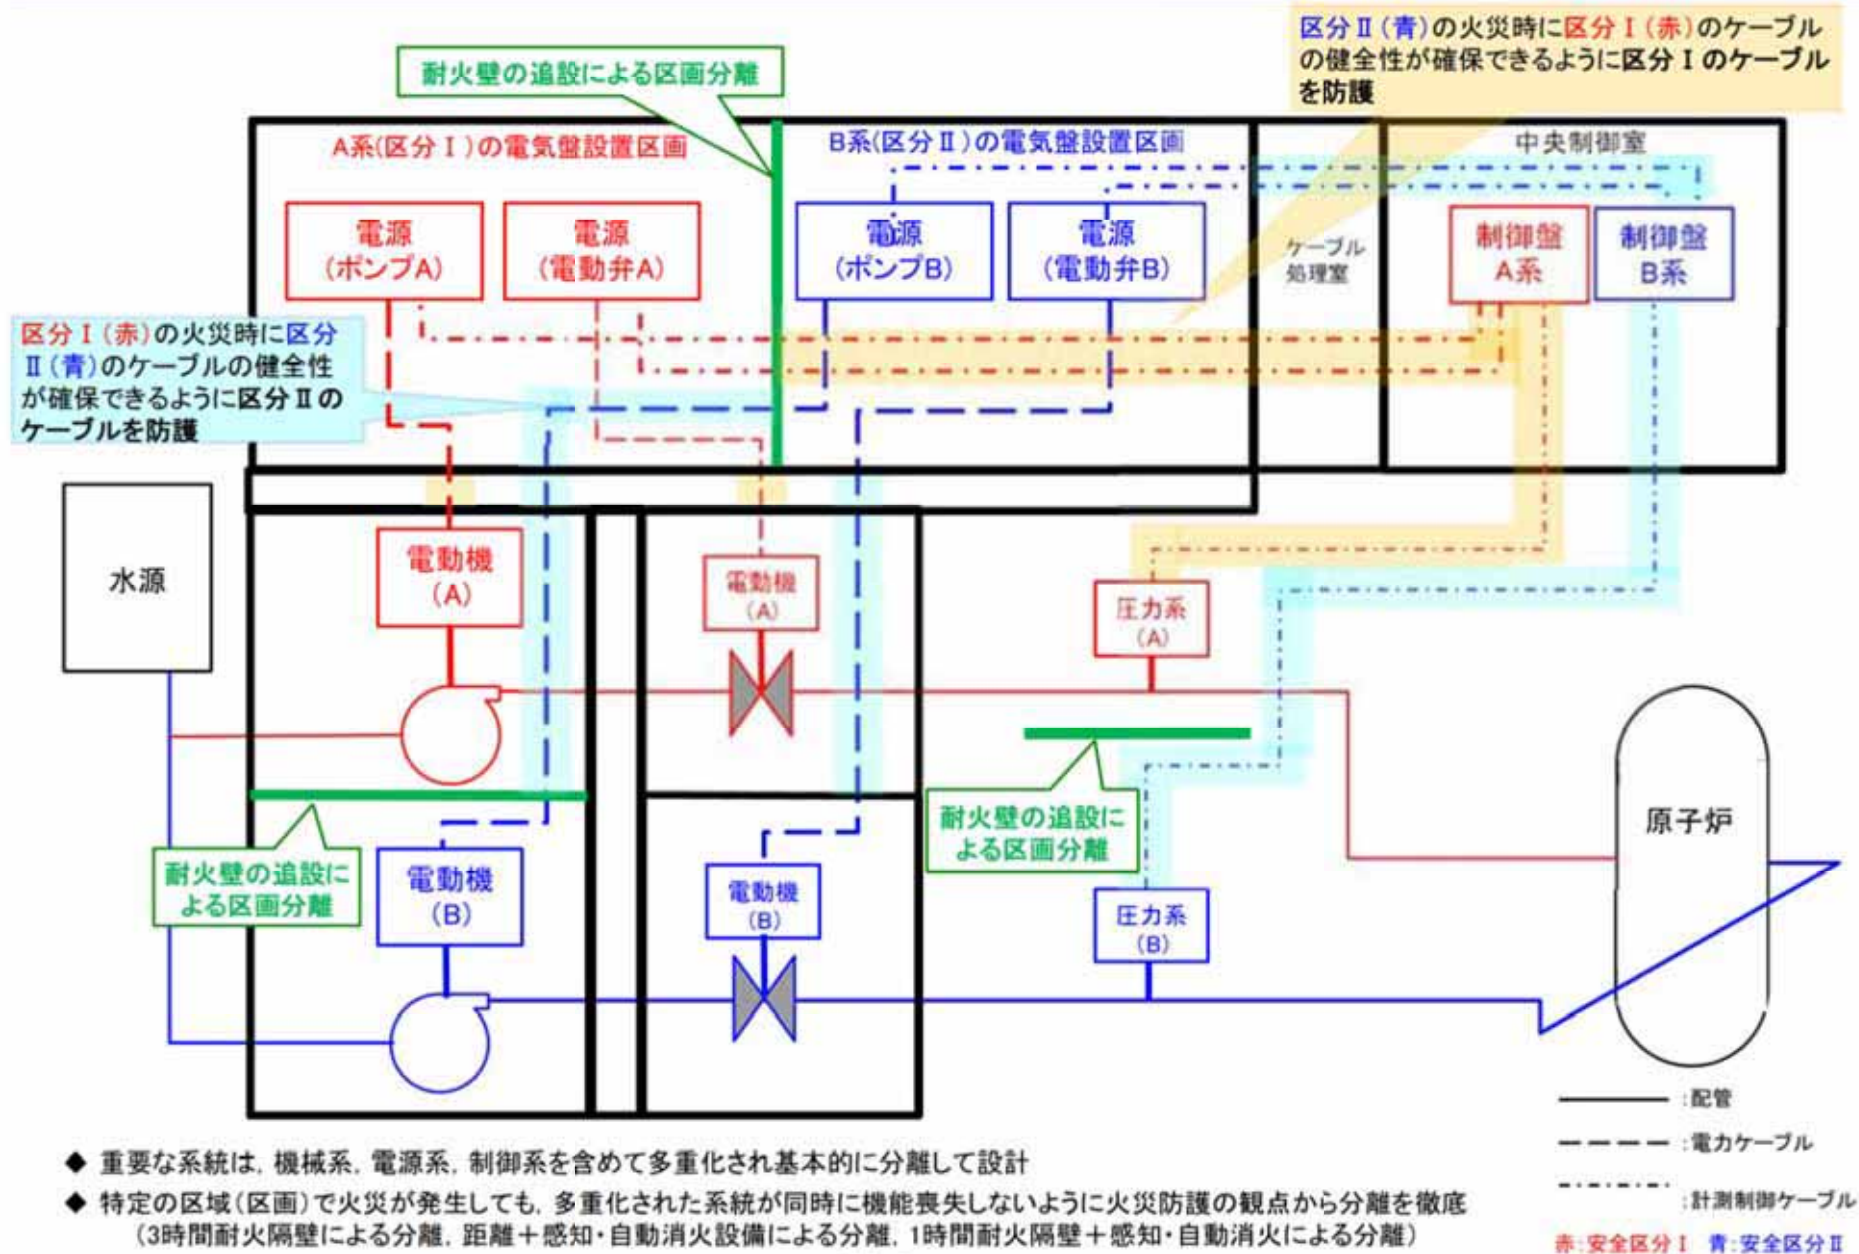 区分Ⅱ(青)の火災時に区分Ⅰ(赤)のケーブル
の健全性が確保できるように区分Ⅰのケーブル
を防護
耐火壁の追設による区画分離
A系(区分Ⅰ)の電気盤設置区画
B系(区分Ⅱ)の電気盤設置区画
中央制御室
電源
(ポンプA)
電源
(電動弁A)
電源
(ポンプB)
電源
(電動弁B)
ケーブル
処理室
制御盤
A系
制御盤
B系
区分Ⅰ(赤)の火災時に区分
Ⅱ(青)のケーブルの健全性
が確保できるように区分Ⅱの
ケーブルを防護
水源
電動機
(A)
電動機
(A)
圧力系
(A)
耐火壁の追設に
よる区画分離
耐火壁の追設に
よる区画分離
電動機
(B)
電動機
(B)
圧力系
(B)
原子炉
:配管
:電力ケーブル
:計測制御ケーブル
赤:安全区分Ⅰ 青:安全区分Ⅱ
◆ 重要な系統は,機械系,電源系,制御系を含めて多重化され基本的に分離して設計
◆ 特定の区域(区画)で火災が発生しても,多重化された系統が同時に機能喪失しないように火災防護の観点から分離を徹底
(3時間耐火隔壁による分離,距離+感知・自動消火設備による分離,1時間耐火隔壁+感知・自動消火による分離)